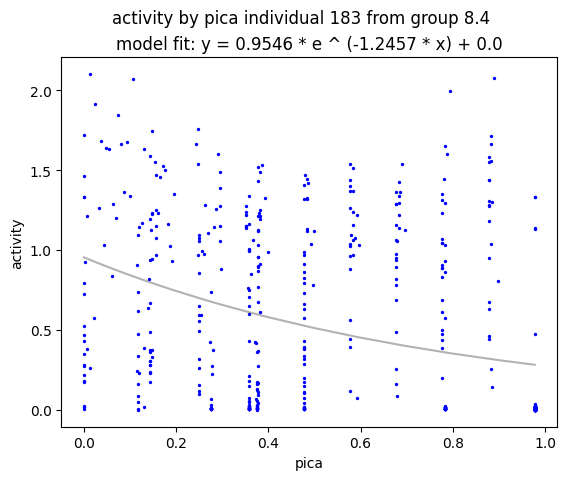 activity by pica individual 183 from group 8.4
model fit: y = 0.9546 * e ^ (-1.2457 * x) + 0.0
2.0
1.5
1.0
0.5
0.0
activity
0.0 0.2 0.4 0.6 0.8 1.0
pica